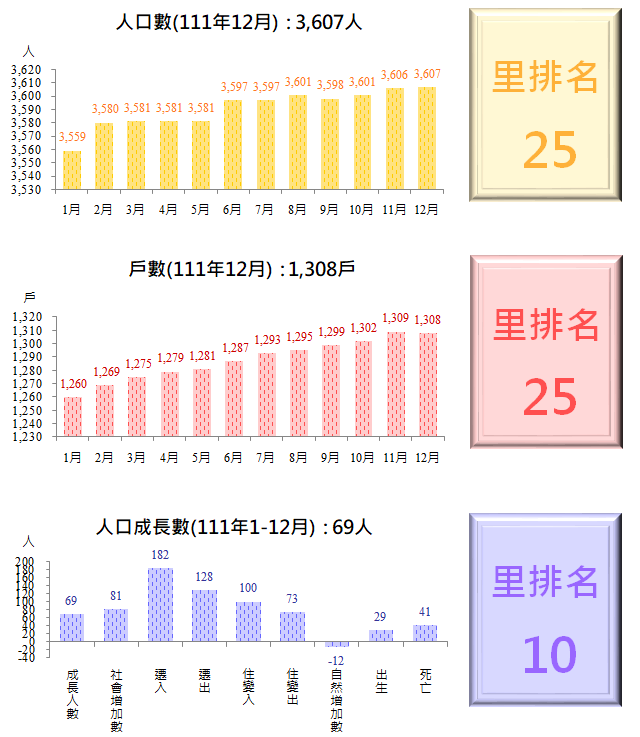 人口數(111年12月)：3,607人
人
3,620
3,610
3,600
3,590
3,580
3,570
3,560
3,550
3,540
3,530
3,559 3,580 3,581 3,581 3,581 3,597 3,597 3,601 3,598 3,601 3,606 3,607
1月 2月 3月 4月 5月 6月 7月 8月 9月 10月 11月 12月
里排名
25
戶數(111年12月)：1,308戶
戶
1,320
1,310
1,300
1,290
1,280
1,270
1,260
1,250
1,240
1,230
1,260 1,269 1,275 1,279 1,281 1,287 1,293 1,295 1,299 1,302 1,309 1,308
1月 2月 3月 4月 5月 6月 7月 8月 9月 10月 11月 12月
里排名
25
人口成長數(111年1-12月)：69人
人
200
180
160
140
120
100
80
60
40
20
0
-20
-40
69 81 182 128 100 73 -12 29 41
成長人數
社會增加數
遷入
遷出
住變入
住變出
自然增加數
出生
死亡
里排名
10